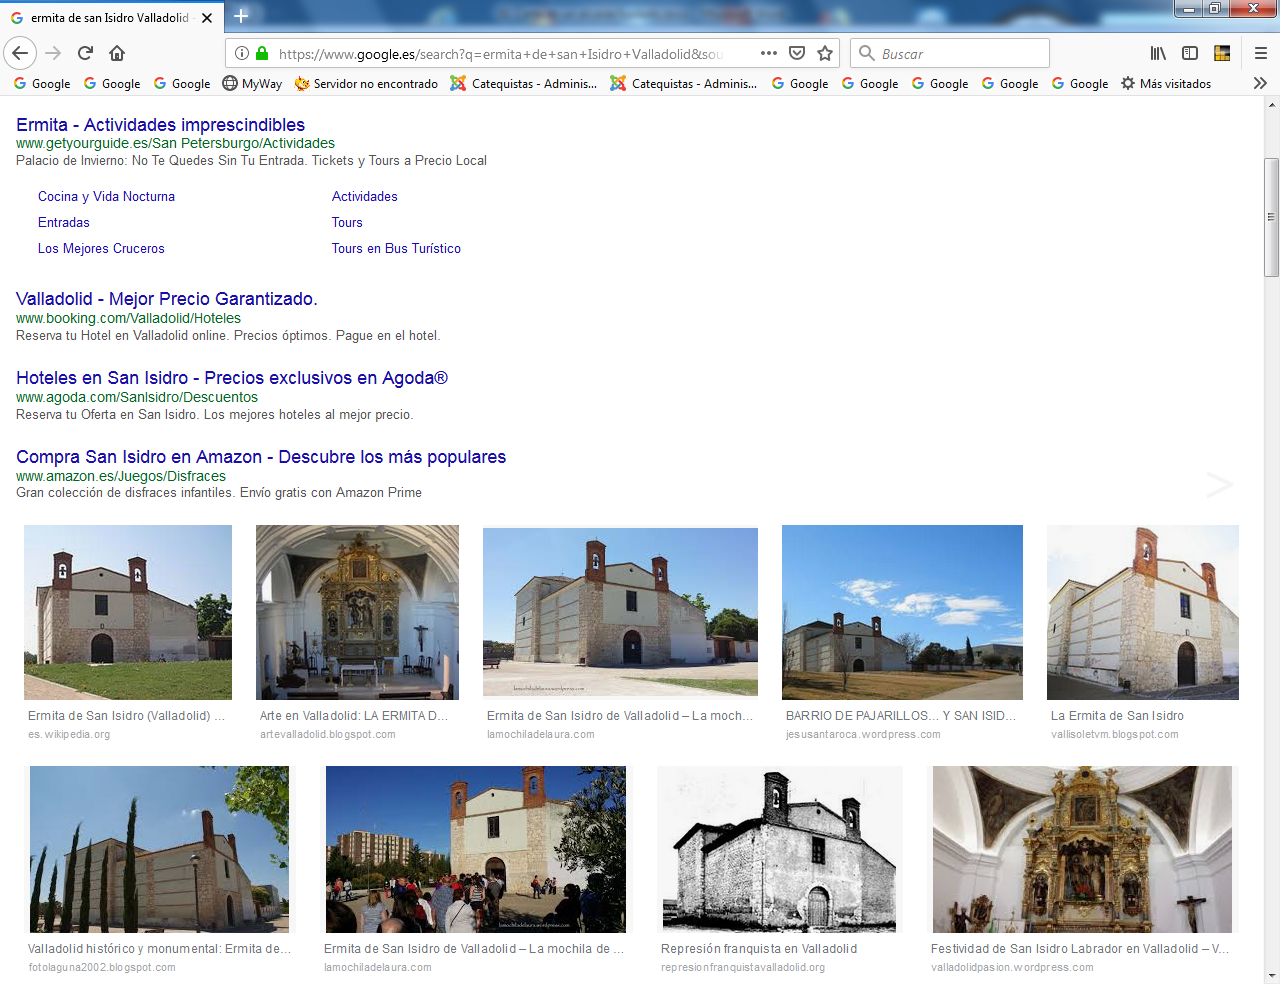 ermita de san Isidro Valladolid -
https://www.google.es/search?q=ermita+de+san+Isidro+Valladolid&sou
Buscar
Google
Google
Google
MyWay
Servidor no encontrado
Catequistas - Adminis...
Catequistas - Adminis...
Google
Google
Google
Google
Google
Más visitados
Ermita - Actividades imprescindibles
www.getyourguide.es/San Petersburgo/Actividades
Palacio de Invierno: No Te Quedes Sin Tu Entrada. Tickets y Tours a Precio Local
Cocina y Vida Nocturna
Actividades
Entradas
Tours
Los Mejores Cruceros
Tours en Bus Turístico
Valladolid - Mejor Precio Garantizado.
www.booking.com/Valladolid/Hoteles
Reserva tu Hotel en Valladolid online. Precios óptimos. Pague en el hotel.
Hoteles en San Isidro - Precios exclusivos en Agoda®
www.agoda.com/SanIsidro/Descuentos
Reserva tu Oferta en San Isidro. Los mejores hoteles al mejor precio.
Compra San Isidro en Amazon - Descubre los más populares
www.amazon.es/Juegos/Disfraces
Gran colección de disfraces infantiles. Envío gratis con Amazon Prime
lamochiladelaura.wordpress.com
Ermita de San Isidro (Valladolid) ...
es.wikipedia.org
Arte en Valladolid: LA ERMITA D...
artevalladolid.blogspot.com
Ermita de San Isidro de Valladolid – La moch...
lamochiladelaura.com
BARRIO DE PAJARILLOS... Y SAN ISID...
jesusantaroca.wordpress.com
La Ermita de San Isidro
vallisoletvm.blogspot.com
lamochiladelaura.wordpress.com
Valladolid histórico y monumental: Ermita de...
fotolaguna2002.blogspot.com
Ermita de San Isidro de Valladolid – La mochila de ...
lamochiladelaura.com
Represión franquista en Valladolid
represionfranquistavalladolid.org
Festividad de San Isidro Labrador en Valladolid – V...
valladolidpasion.wordpress.com